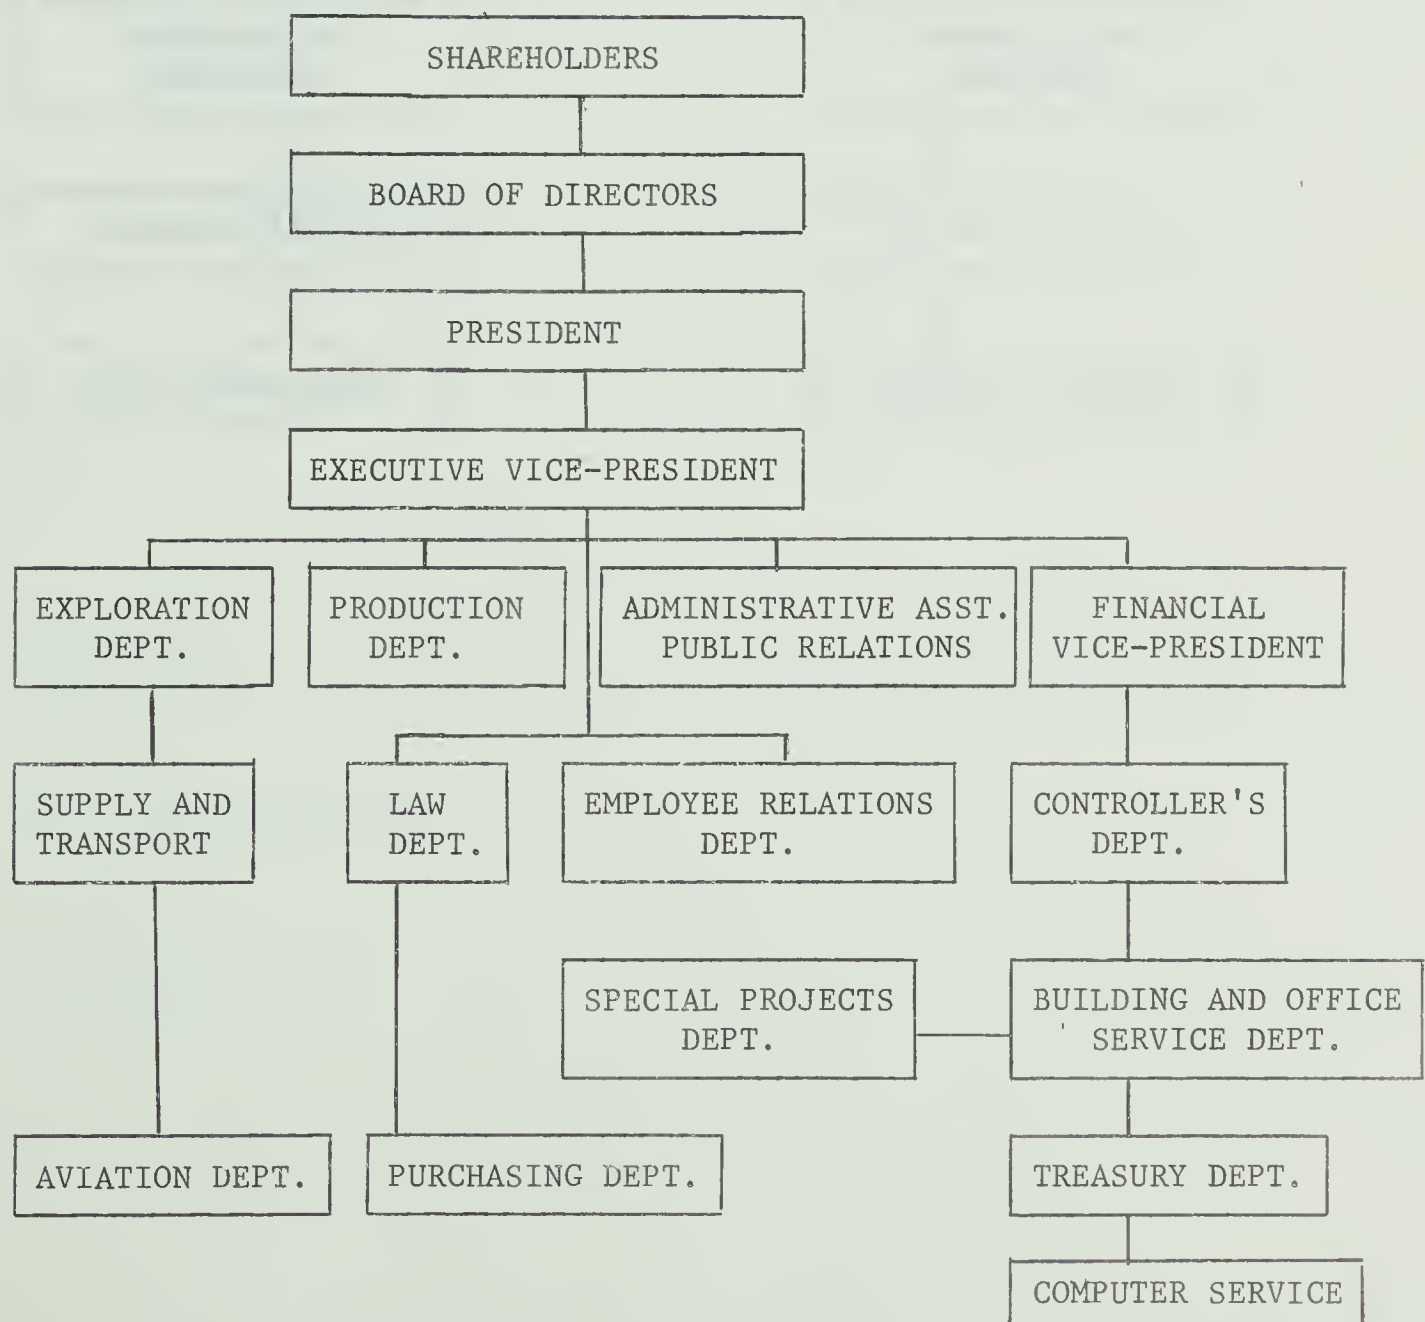 SHAREHOLDERS
BOARD OF DIRECTORS
PRESIDENT
EXECUTIVE VICE-PRESIDENT
EXPLORATION
DEPT.
PRODUCTION
DEPT.
ADMINISTRATIVE ASST.
PUBLIC RELATIONS
FINANCIAL
VICE-PRESIDENT
SUPPLY AND
TRANSPORT
LAW
DEPT.
EMPLOYEE RELATIONS
DEPT.
CONTROLLER'S
DEPT.
SPECIAL PROJECTS
DEPT.
BUILDING AND OFFICE
SERVICE DEPT.
AVIATION DEPT.
PURCHASING DEPT.
TREASURY DEPT.
COMPUTER SERVICE